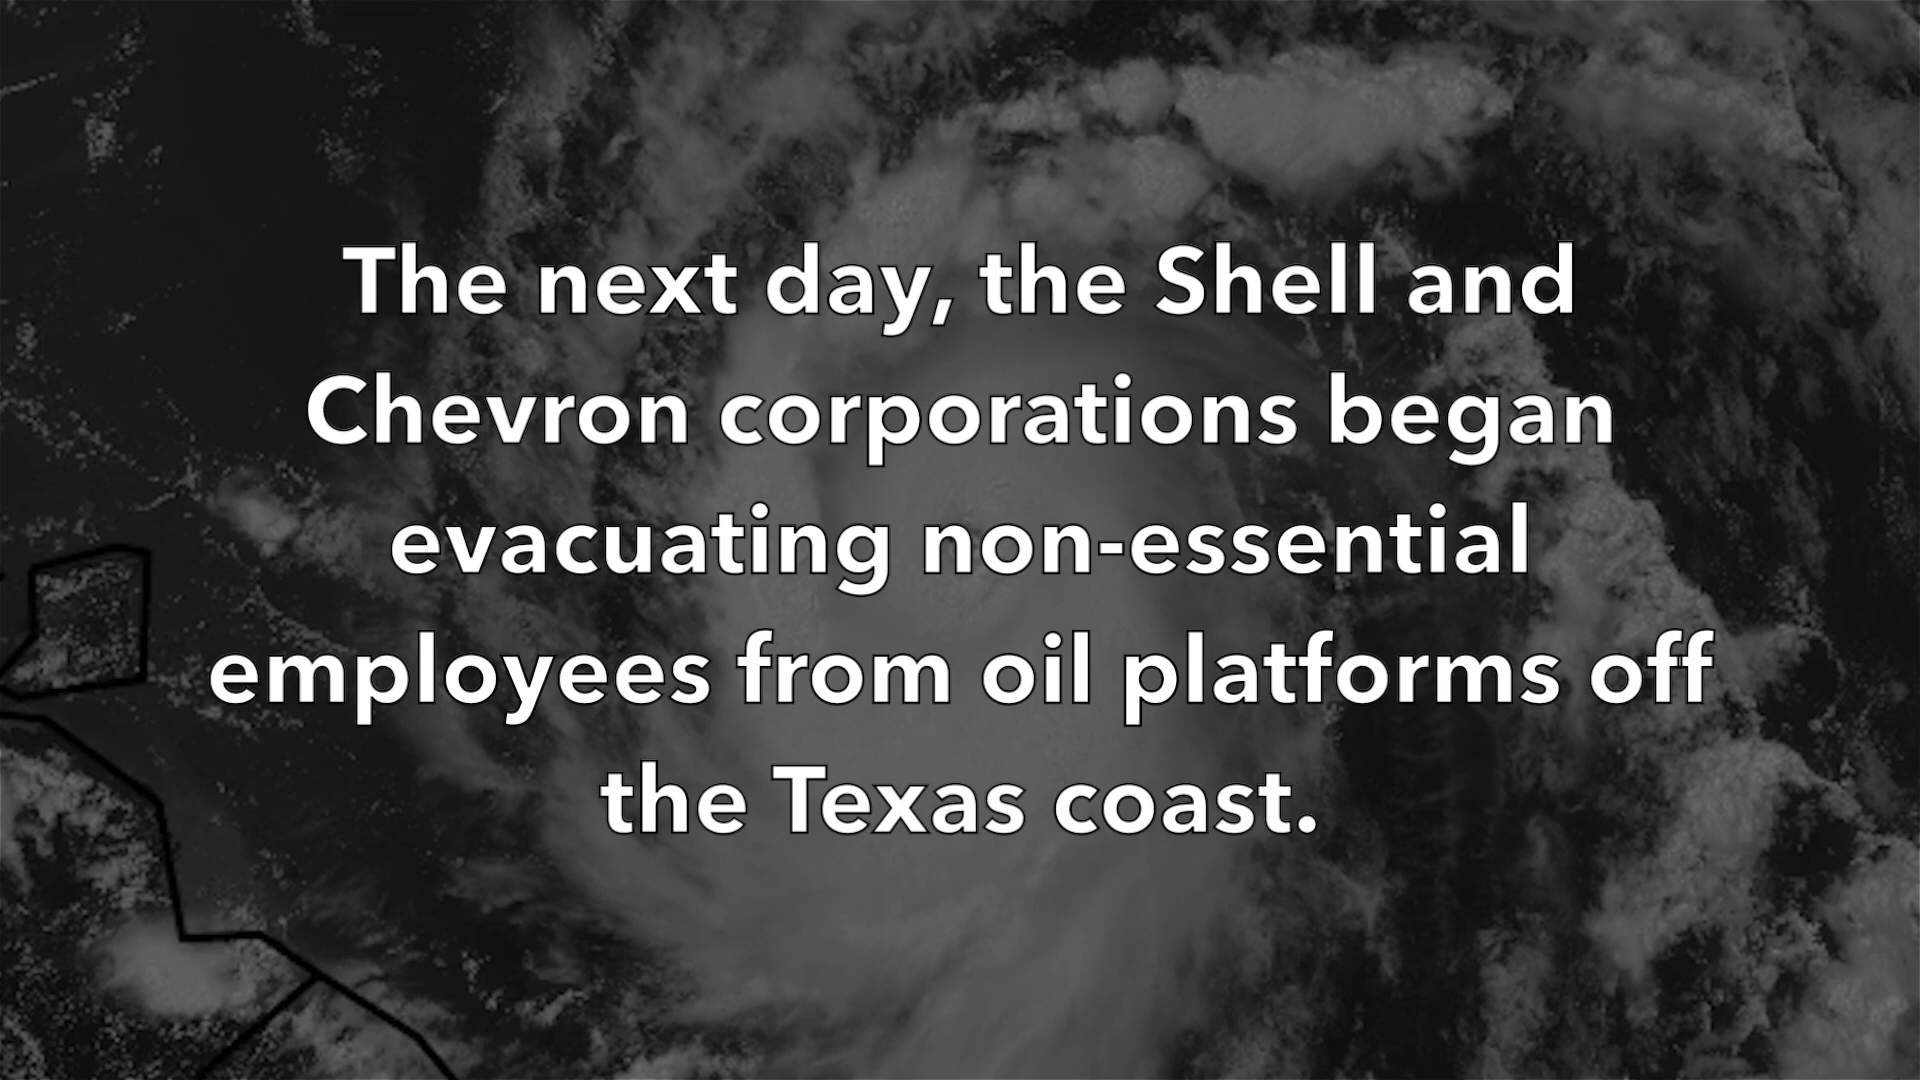 The next day, the Shell and
Chevron corporations began
evacuating non-essential
employees from oil platforms off
the Texas coast.